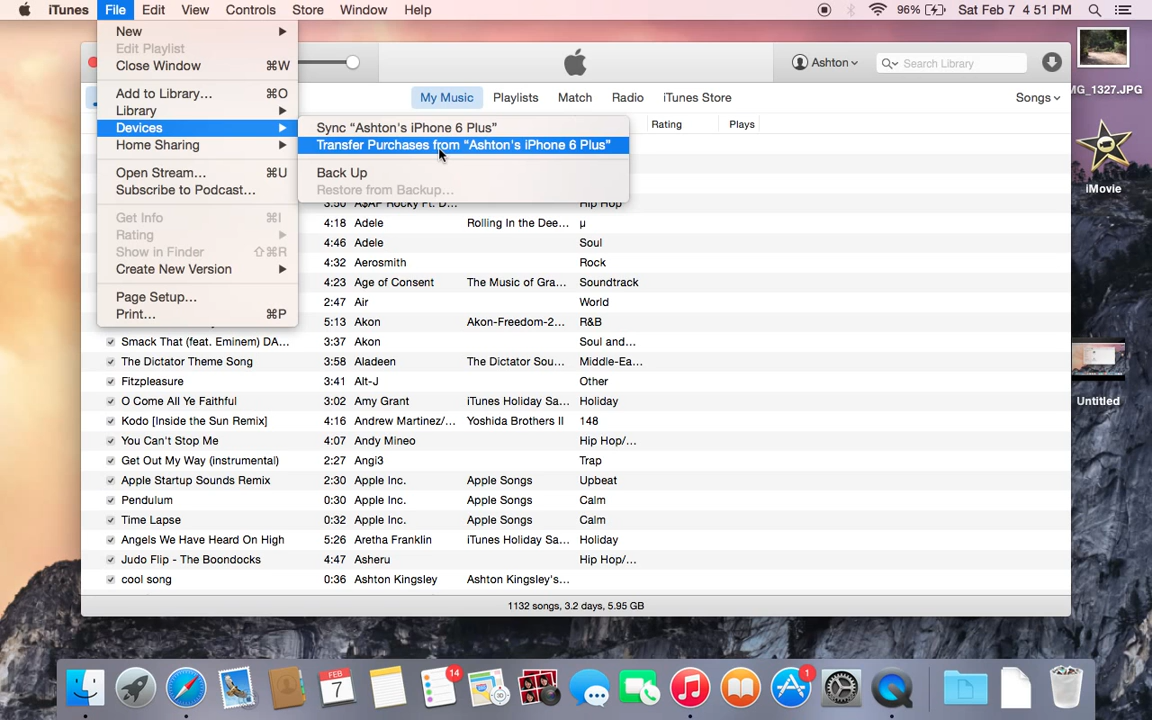 iTunes File Edit View Controls Store Window Help 96% Sat Feb 7 4:51 PM
New
Edit Playlist
Close Window ⌘W
Add to Library... ⌘O
Library
Devices
Home Sharing
Open Stream... ⌘U
Subscribe to Podcast...
Get Info ⌘I
Rating
Show in Finder ⇧⌘R
Create New Version
Page Setup...
Print... ⌘P
Sync “Ashton's iPhone 6 Plus”
Transfer Purchases from “Ashton's iPhone 6 Plus”
Back Up
Restore from Backup...
Ashton Search Library
My Music Playlists Match Radio iTunes Store Songs
Rating Plays
4:18 Adele Rolling In the Dee... µ
4:46 Adele Soul
4:32 Aerosmith Rock
4:23 Age of Consent The Music of Gra... Soundtrack
2:47 Air World
5:13 Akon Akon-Freedom-2... R&B
Smack That (feat. Eminem) DA... 3:37 Akon Soul and...
The Dictator Theme Song 3:58 Aladeen The Dictator Sou... Middle-Ea...
Fitzpleasure 3:41 Alt-J Other
O Come All Ye Faithful 3:02 Amy Grant iTunes Holiday Sa... Holiday
Kodo [Inside the Sun Remix] 4:16 Andrew Martinez/... Yoshida Brothers II 148
You Can't Stop Me 4:07 Andy Mineo Hip Hop/...
Get Out My Way (instrumental) 2:27 Angi3 Trap
Apple Startup Sounds Remix 2:30 Apple Inc. Apple Songs Upbeat
Pendulum 0:30 Apple Inc. Apple Songs Calm
Time Lapse 0:32 Apple Inc. Apple Songs Calm
Angels We Have Heard On High 5:26 Aretha Franklin iTunes Holiday Sa... Holiday
Judo Flip - The Boondocks 4:47 Asheru Hip Hop/...
cool song 0:36 Ashton Kingsley Ashton Kingsley's...
1132 songs, 3.2 days, 5.95 GB
MG_1327.JPG
iMovie
Untitled
14
FEB
7
1